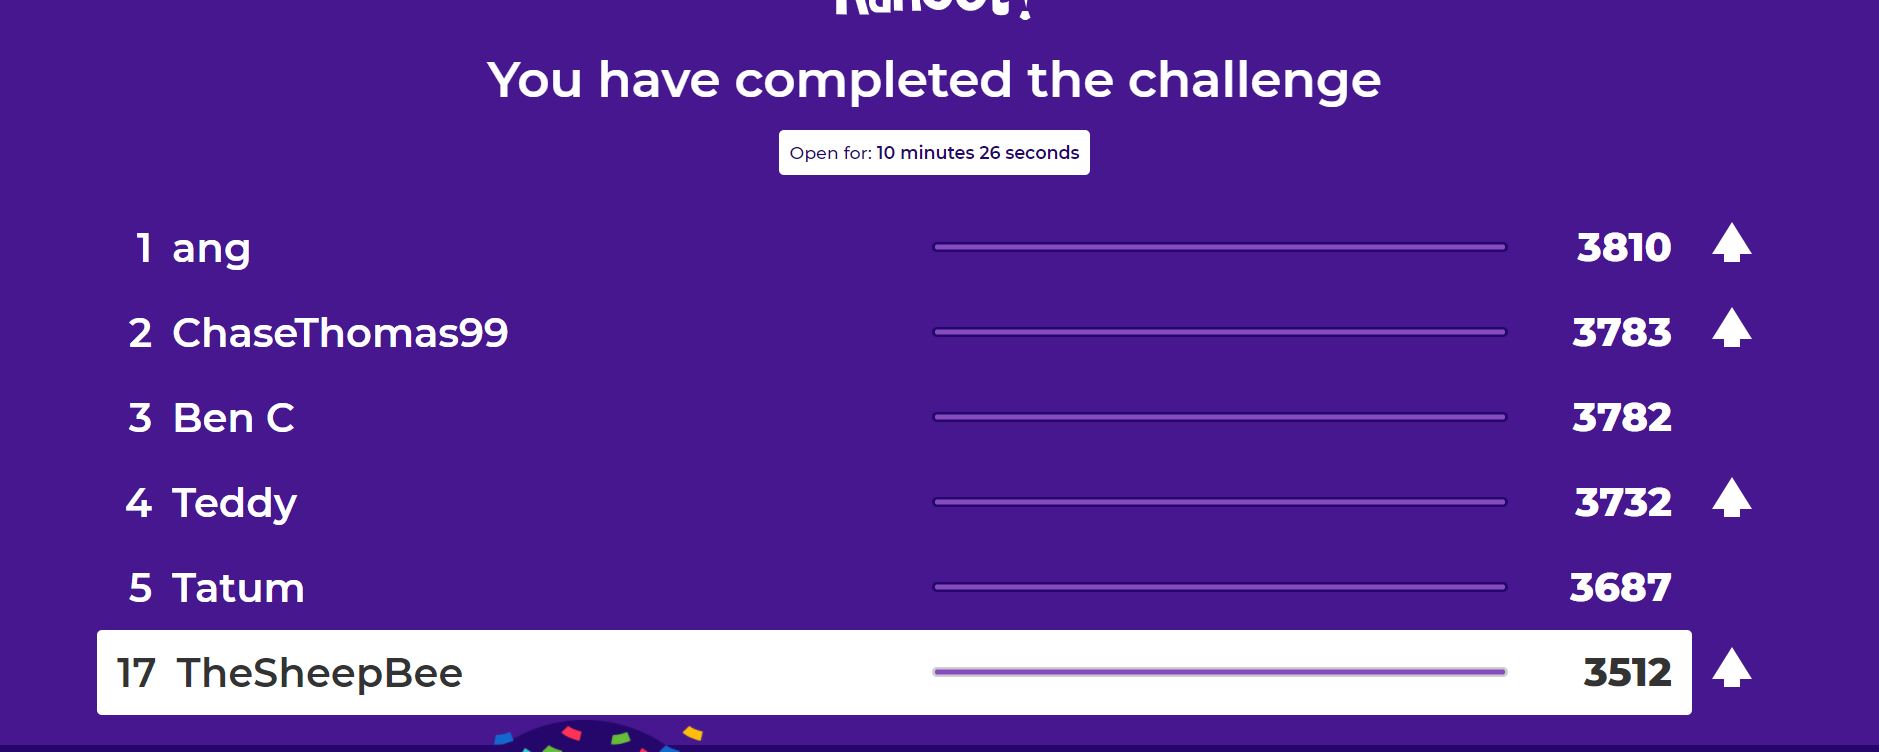 Kahoot!
You have completed the challenge
Open for: 10 minutes 26 seconds
1 ang 3810
2 ChaseThomas99 3783
3 Ben C 3782
4 Teddy 3732
5 Tatum 3687
17 TheSheepBee 3512